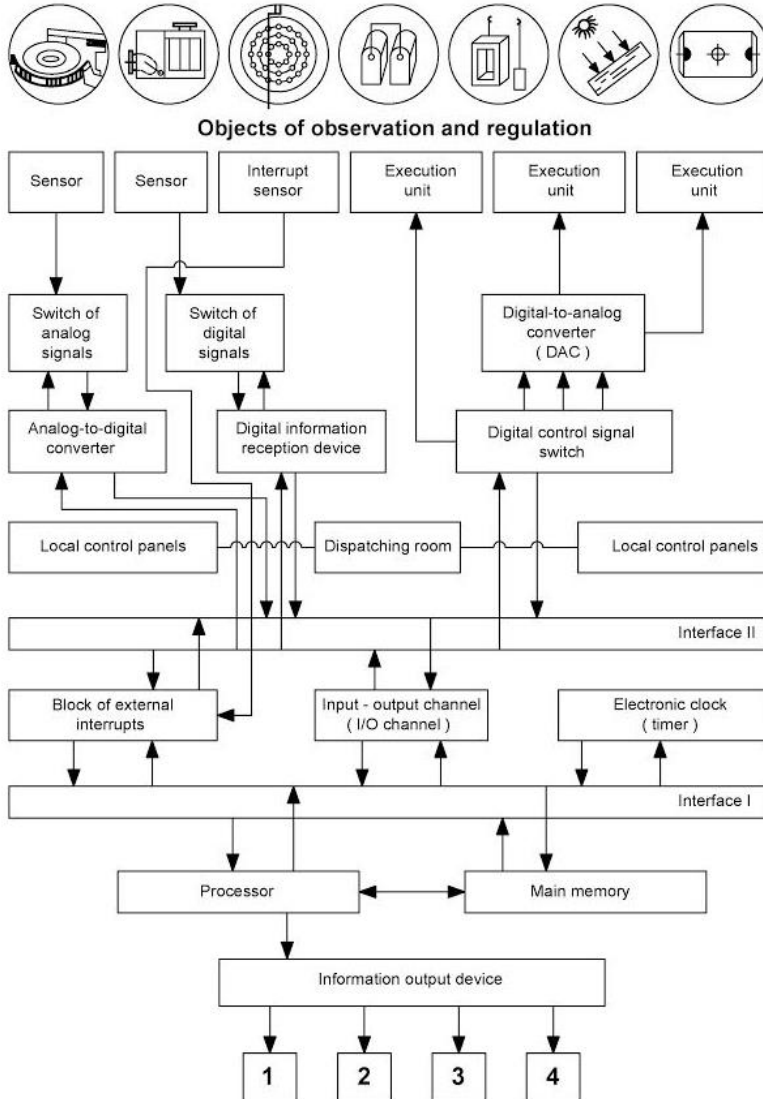 Objects of observation and regulation
Sensor
Sensor
Interrupt
sensor
Execution
unit
Execution
unit
Execution
unit
Switch of
analog
signals
Switch of
digital
signals
Digital-to-analog
converter
( DAC )
Analog-to-digital
converter
Digital information
reception device
Digital control signal
switch
Local control panels
Dispatching room
Local control panels
Interface II
Block of external
interrupts
Input - output channel
( I/O channel )
Electronic clock
( timer )
Interface I
Processor
Main memory
Information output device
1
2
3
4